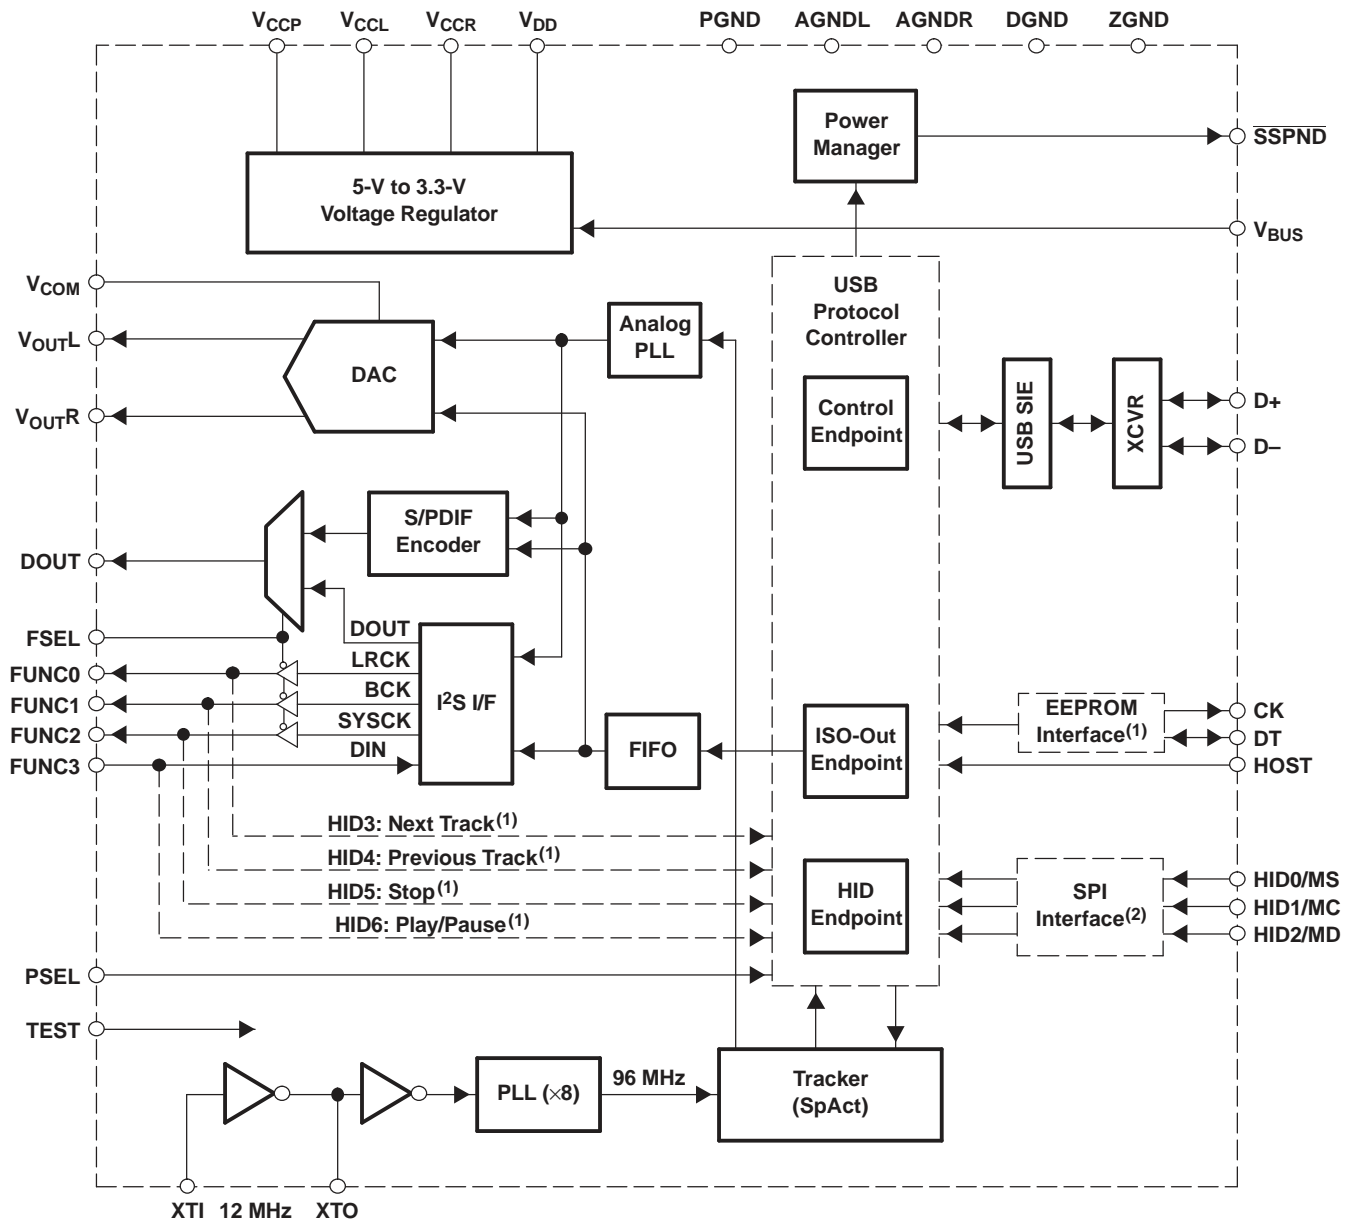 VCCP VCCL VCCR VDD PGND AGNDL AGNDR DGND ZGND
Power
Manager
SSPND
5-V to 3.3-V
Voltage Regulator
VBUS
VCOM
USB
Protocol
Controller
VOUTL
Analog
PLL
DAC
VOUTR
Control
Endpoint
USB SIE
XCVR
D+
D–
S/PDIF
Encoder
DOUT
FSEL
DOUT
FUNC0
LRCK
FUNC1
BCK
FUNC2
SYSCK
FUNC3
DIN
I2S I/F
FIFO
ISO-Out
Endpoint
EEPROM
Interface(1)
CK
DT
HOST
HID3: Next Track(1)
HID4: Previous Track(1)
HID5: Stop(1)
HID6: Play/Pause(1)
HID
Endpoint
SPI
Interface(2)
HID0/MS
HID1/MC
HID2/MD
PSEL
TEST
PLL (×8)
96 MHz
Tracker
(SpAct)
XTI 12 MHz XTO